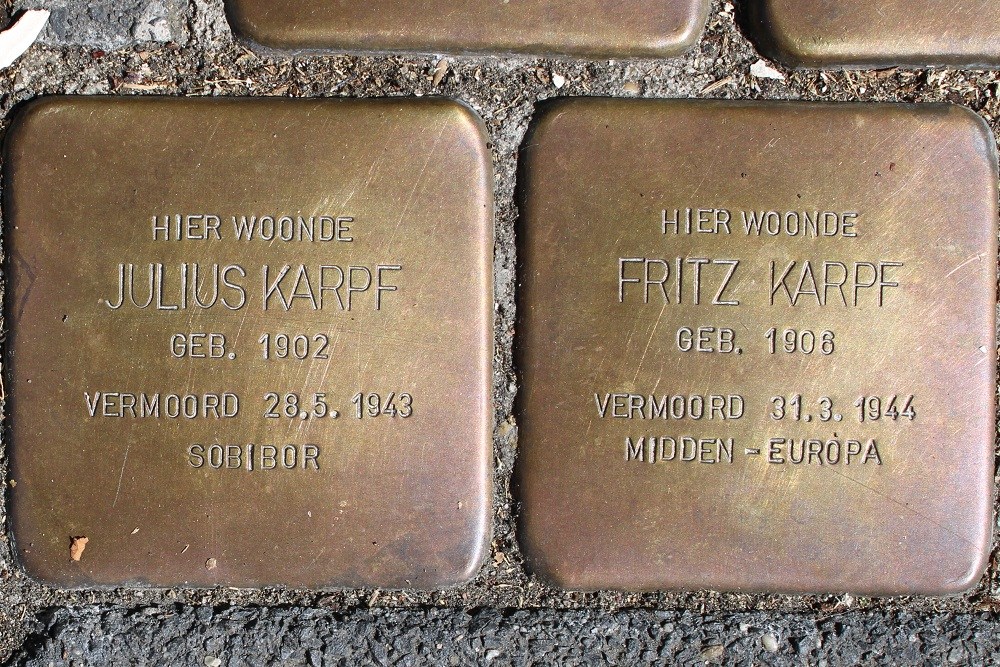 HIER WOONDE
JULIUS KARPF
GEB. 1902
VERMOORD 28.5.1943
SOBIBOR
HIER WOONDE
FRITZ KARPF
GEB. 1906
VERMOORD 31.3.1944
MIDDEN-EUROPA